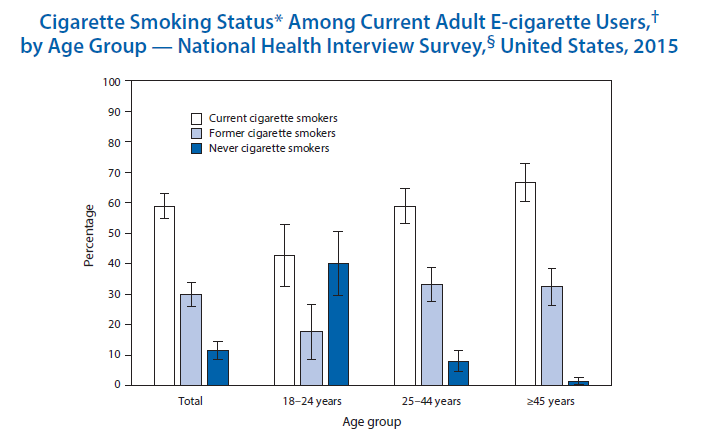 Cigarette Smoking Status* Among Current Adult E-cigarette Users,†
by Age Group — National Health Interview Survey,§ United States, 2015
100
90
80
70
60
50
40
30
20
10
0
Percentage
Current cigarette smokers
Former cigarette smokers
Never cigarette smokers
Total
18–24 years
25–44 years
≥45 years
Age group